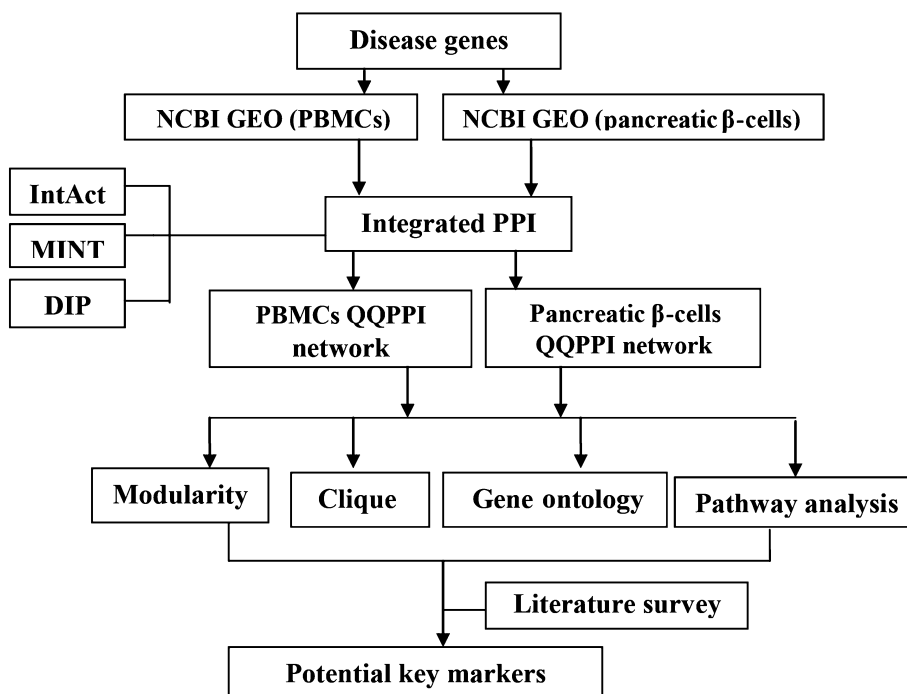 Disease genes
NCBI GEO (PBMCs)
NCBI GEO (pancreatic β-cells)
IntAct
MINT
DIP
Integrated PPI
PBMCs QQPPI
network
Pancreatic β-cells
QQPPI network
Modularity
Clique
Gene ontology
Pathway analysis
Literature survey
Potential key markers